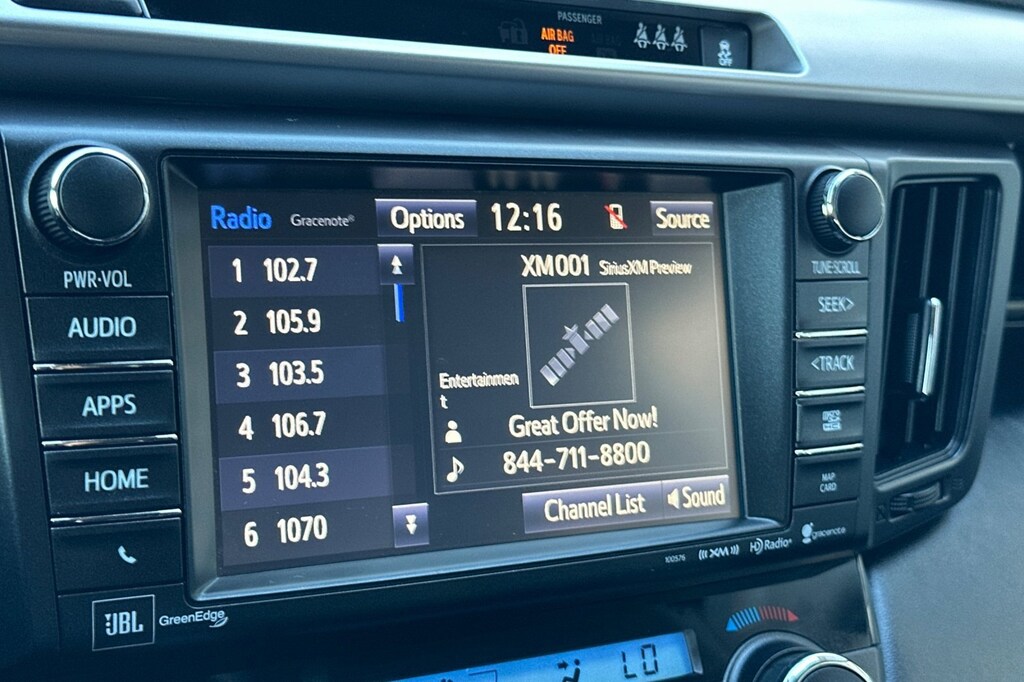 PASSENGER
AIR BAG
OFF
OFF
Radio Gracenote® Options 12:16 Source
PWR·VOL
TUNE·SCROLL
AUDIO
APPS
HOME
SEEK>
<TRACK
MAP
CARD
1 102.7
2 105.9
3 103.5
4 106.7
5 104.3
6 1070
XM001 SiriusXM Preview
Entertainmen
t
Great Offer Now!
844-711-8800
Channel List Sound
100576 ((XM)) HD Radio® gracenote
JBL GreenEdge
LO